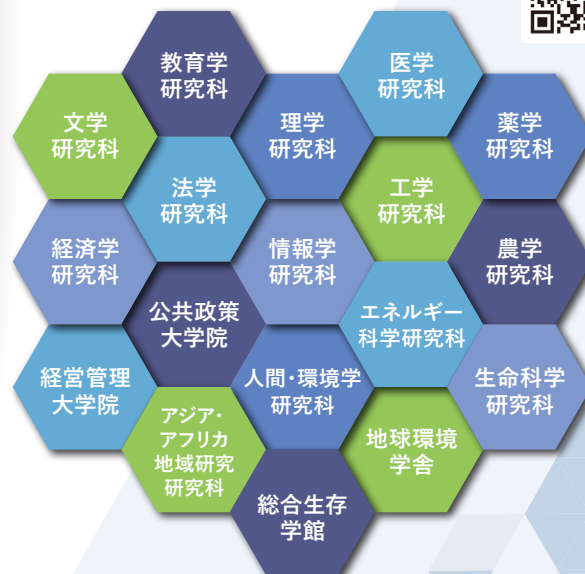 教育学
研究科
医学
研究科
文学
研究科
理学
研究科
薬学
研究科
法学
研究科
工学
研究科
経済学
研究科
情報学
研究科
農学
研究科
公共政策
大学院
エネルギー
科学研究科
経営管理
大学院
人間・環境学
研究科
生命科学
研究科
アジア・
アフリカ
地域研究
研究科
地球環境
学舎
総合生存
学館